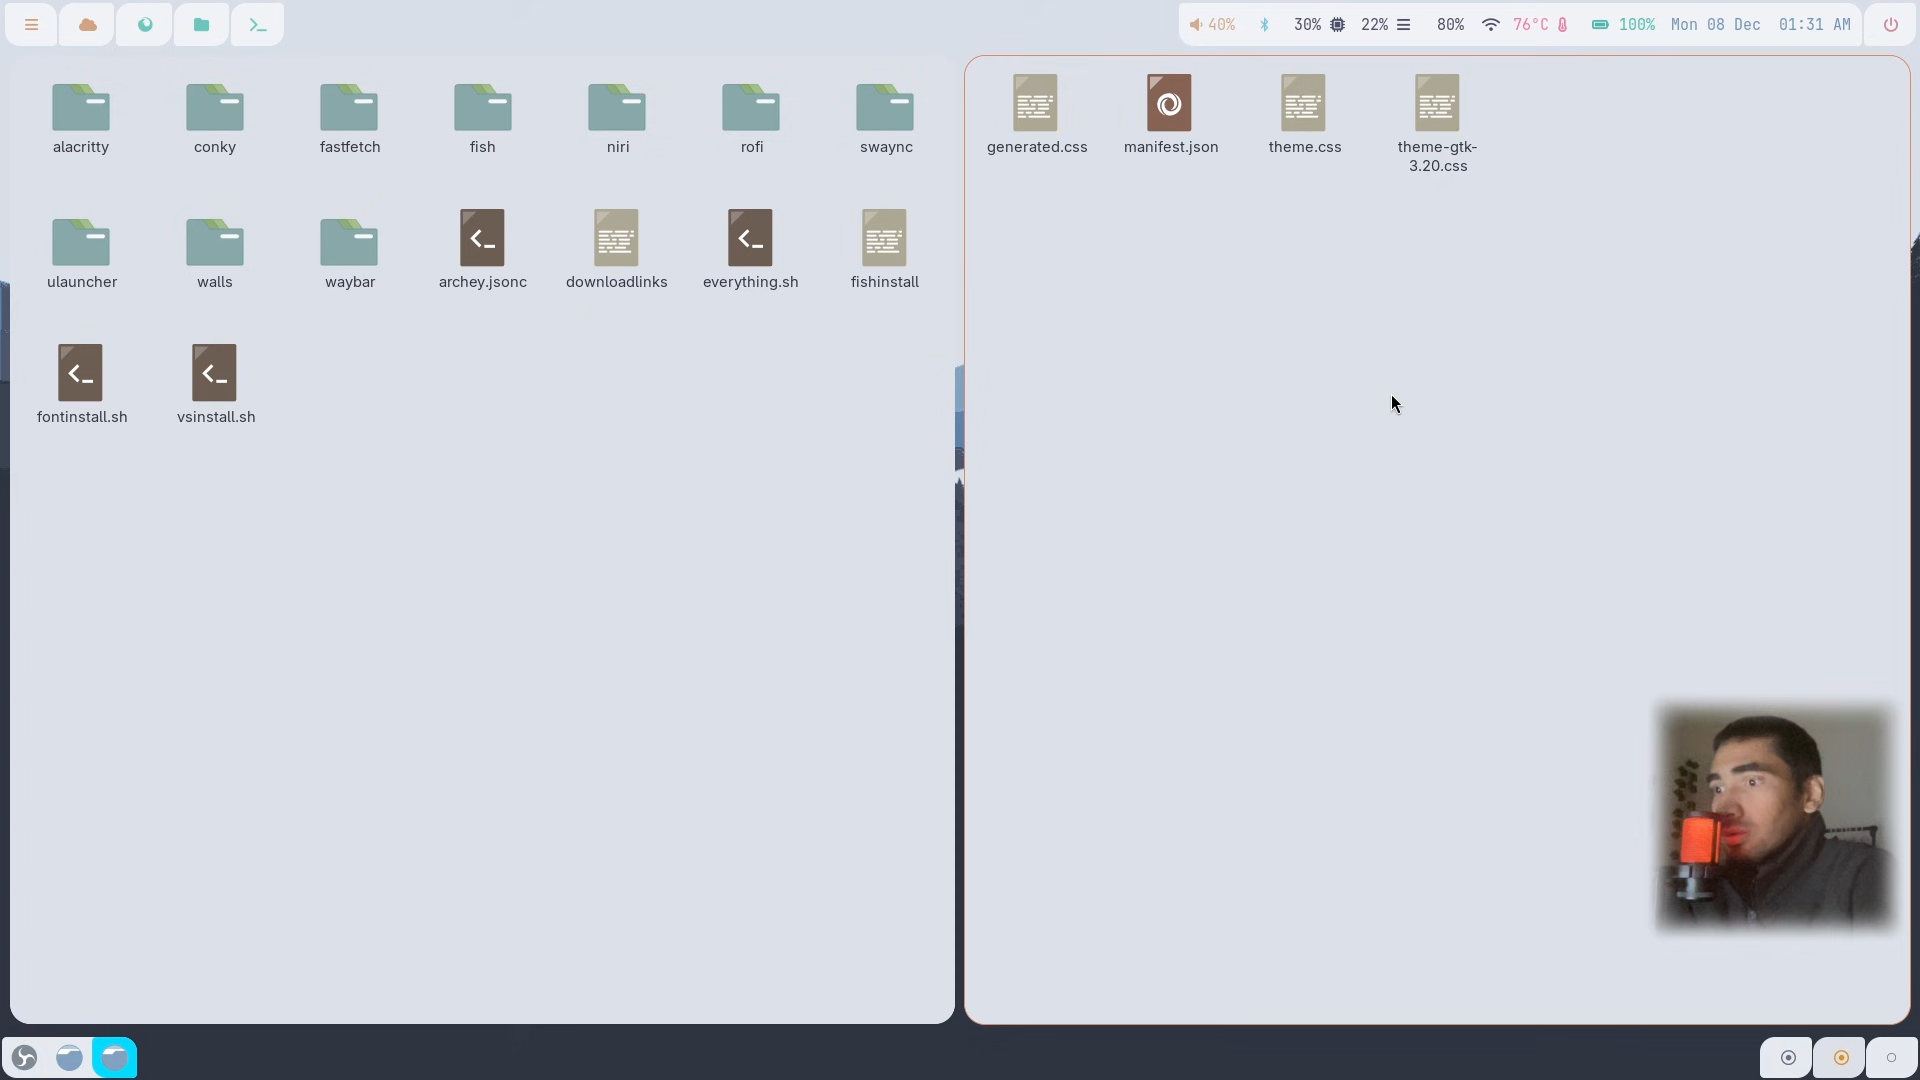 40% 30% 22% 80% 76°C 100% Mon 08 Dec 01:31 AM
alacritty conky fastfetch fish niri rofi swaync
ulauncher walls waybar archey.jsonc downloadlinks everything.sh fishinstall
fontinstall.sh vsinstall.sh
generated.css manifest.json theme.css theme-gtk-
3.20.css